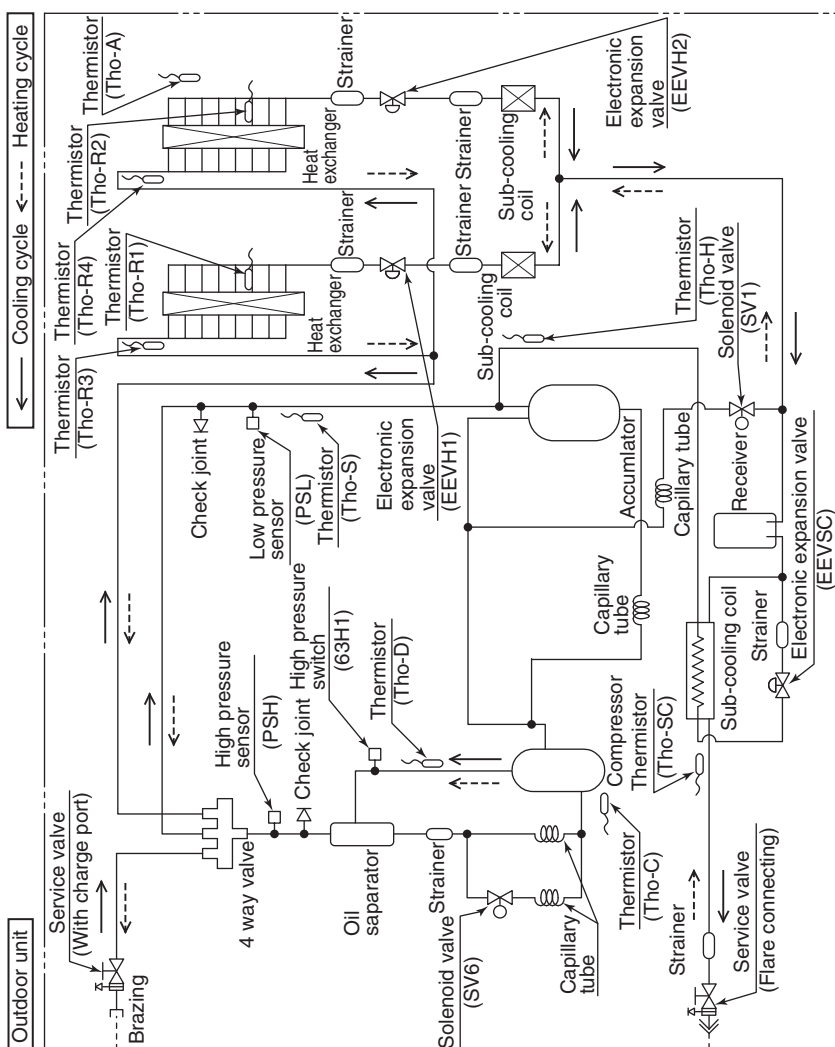 Outdoor unit
Cooling cycle
Heating cycle
Service valve
(With charge port)
Brazing
4 way valve
High pressure
sensor
(PSH)
Check joint
High pressure
switch
(63H1)
Thermistor
(Tho-D)
Oil
saparator
Strainer
Solenoid valve
(SV6)
Capillary
tube
Compressor
Thermistor
(Tho-C)
Check joint
Low pressure
sensor
(PSL)
Thermistor
(Tho-S)
Electronic
expansion
valve
(EEVH1)
Thermistor
(Tho-R3)
Thermistor
(Tho-R1)
Thermistor
(Tho-R4)
Thermistor
(Tho-R2)
Thermistor
(Tho-A)
Heat
exchanger
Heat
exchanger
Strainer
Strainer
Strainer
Strainer
Electronic
expansion
valve
(EEVH2)
Sub-cooling
coil
Sub-cooling
coil
Accumlator
Capillary
tube
Capillary tube
Thermistor
(Tho-H)
Solenoid valve
(SV1)
Receiver
Thermistor
(Tho-SC)
Sub-cooling coil
Strainer
Electronic expansion valve
(EEVSC)
Strainer
Service valve
(Flare connecting)